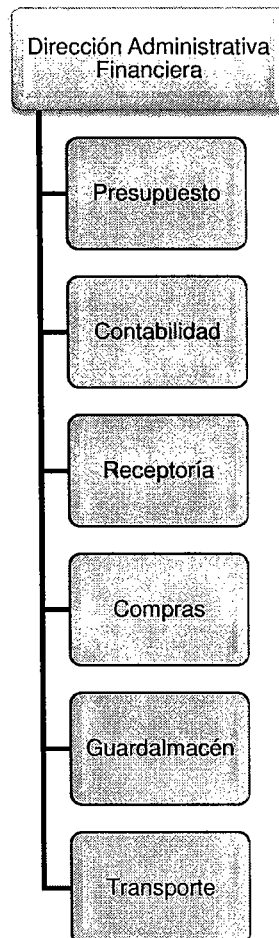 Dirección Administrativa
Financiera
Presupuesto
Contabilidad
Receptoría
Compras
Guardalmacén
Transporte